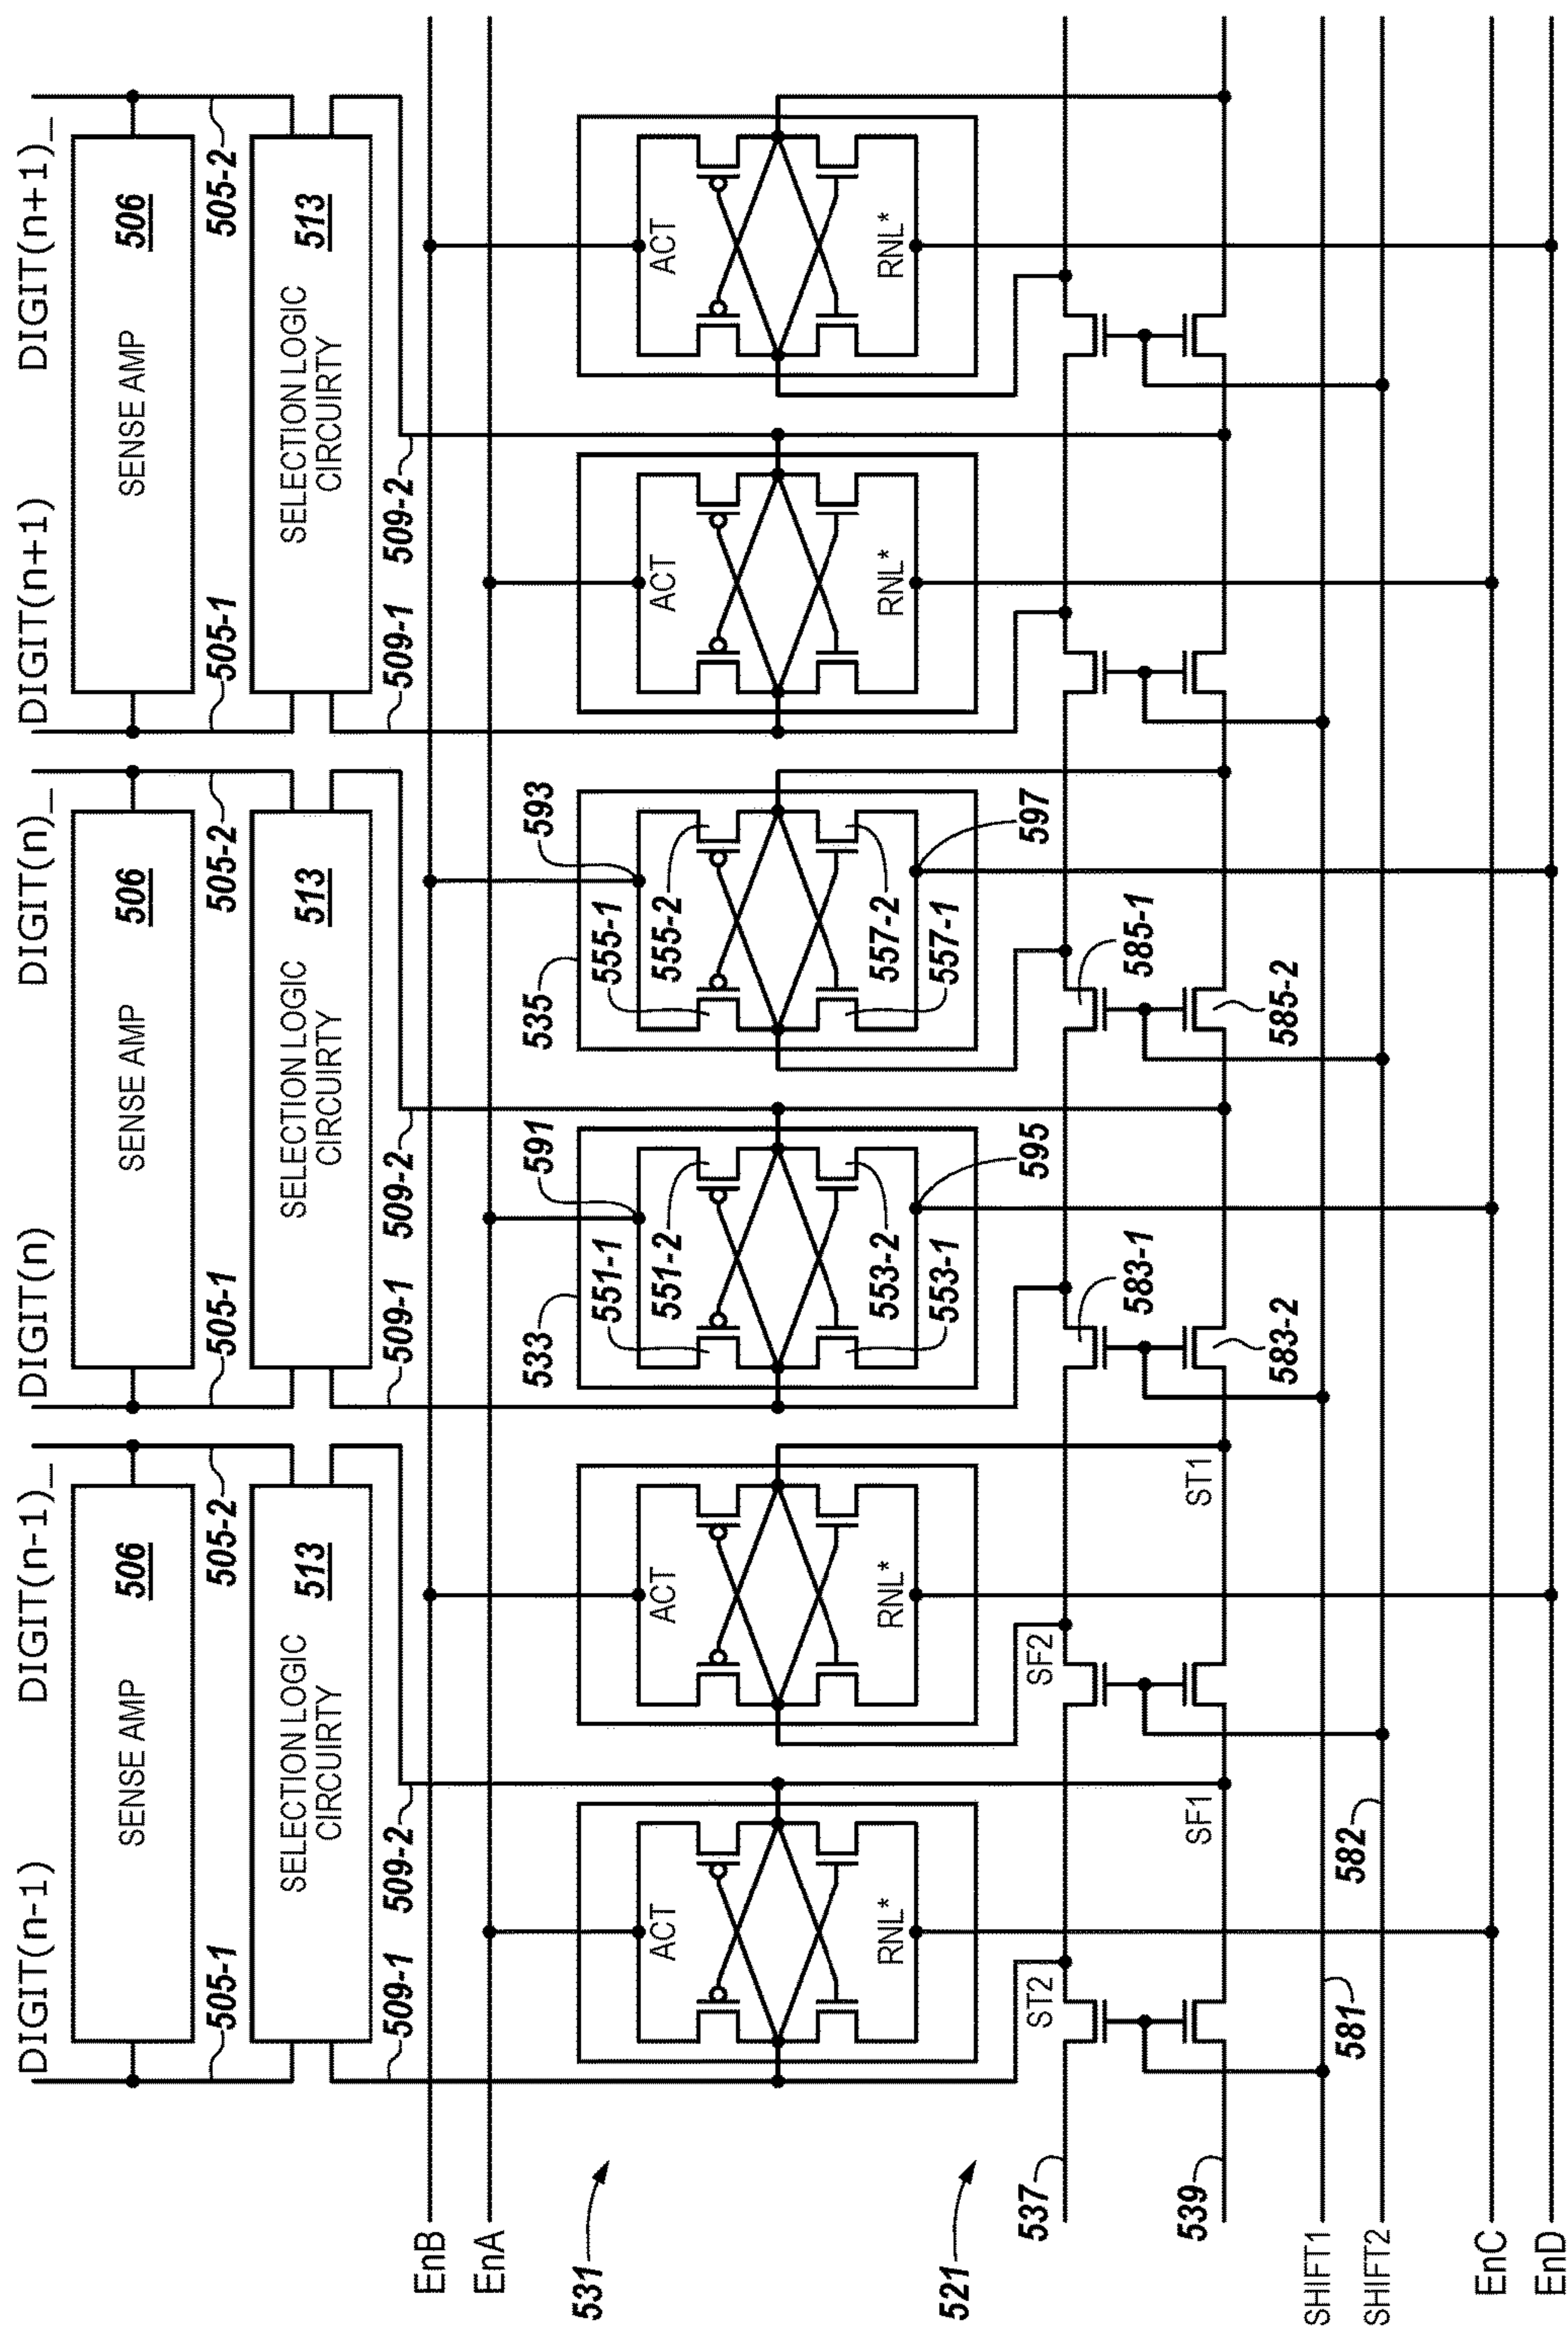 DIGIT(n-1)
DIGIT(n-1)_
DIGIT(n)
DIGIT(n)_
DIGIT(n+1)
DIGIT(n+1)_
SENSE AMP
506
SENSE AMP
506
SENSE AMP
506
505-1
505-2
505-1
505-2
505-1
505-2
SELECTION LOGIC
CIRCUIRTY
513
SELECTION LOGIC
CIRCUIRTY
513
SELECTION LOGIC
CIRCUIRTY
513
509-1
509-2
509-1
509-2
509-1
509-2
EnB
EnA
531
533
591
535
593
551-1
551-2
555-1
555-2
ACT
ACT
ACT
ACT
553-2
553-1
557-2
557-1
RNL*
RNL*
RNL*
RNL*
521
595
597
537
ST2
SF2
583-1
585-1
539
SF1
ST1
583-2
585-2
SHIFT1
581
582
SHIFT2
EnC
EnD